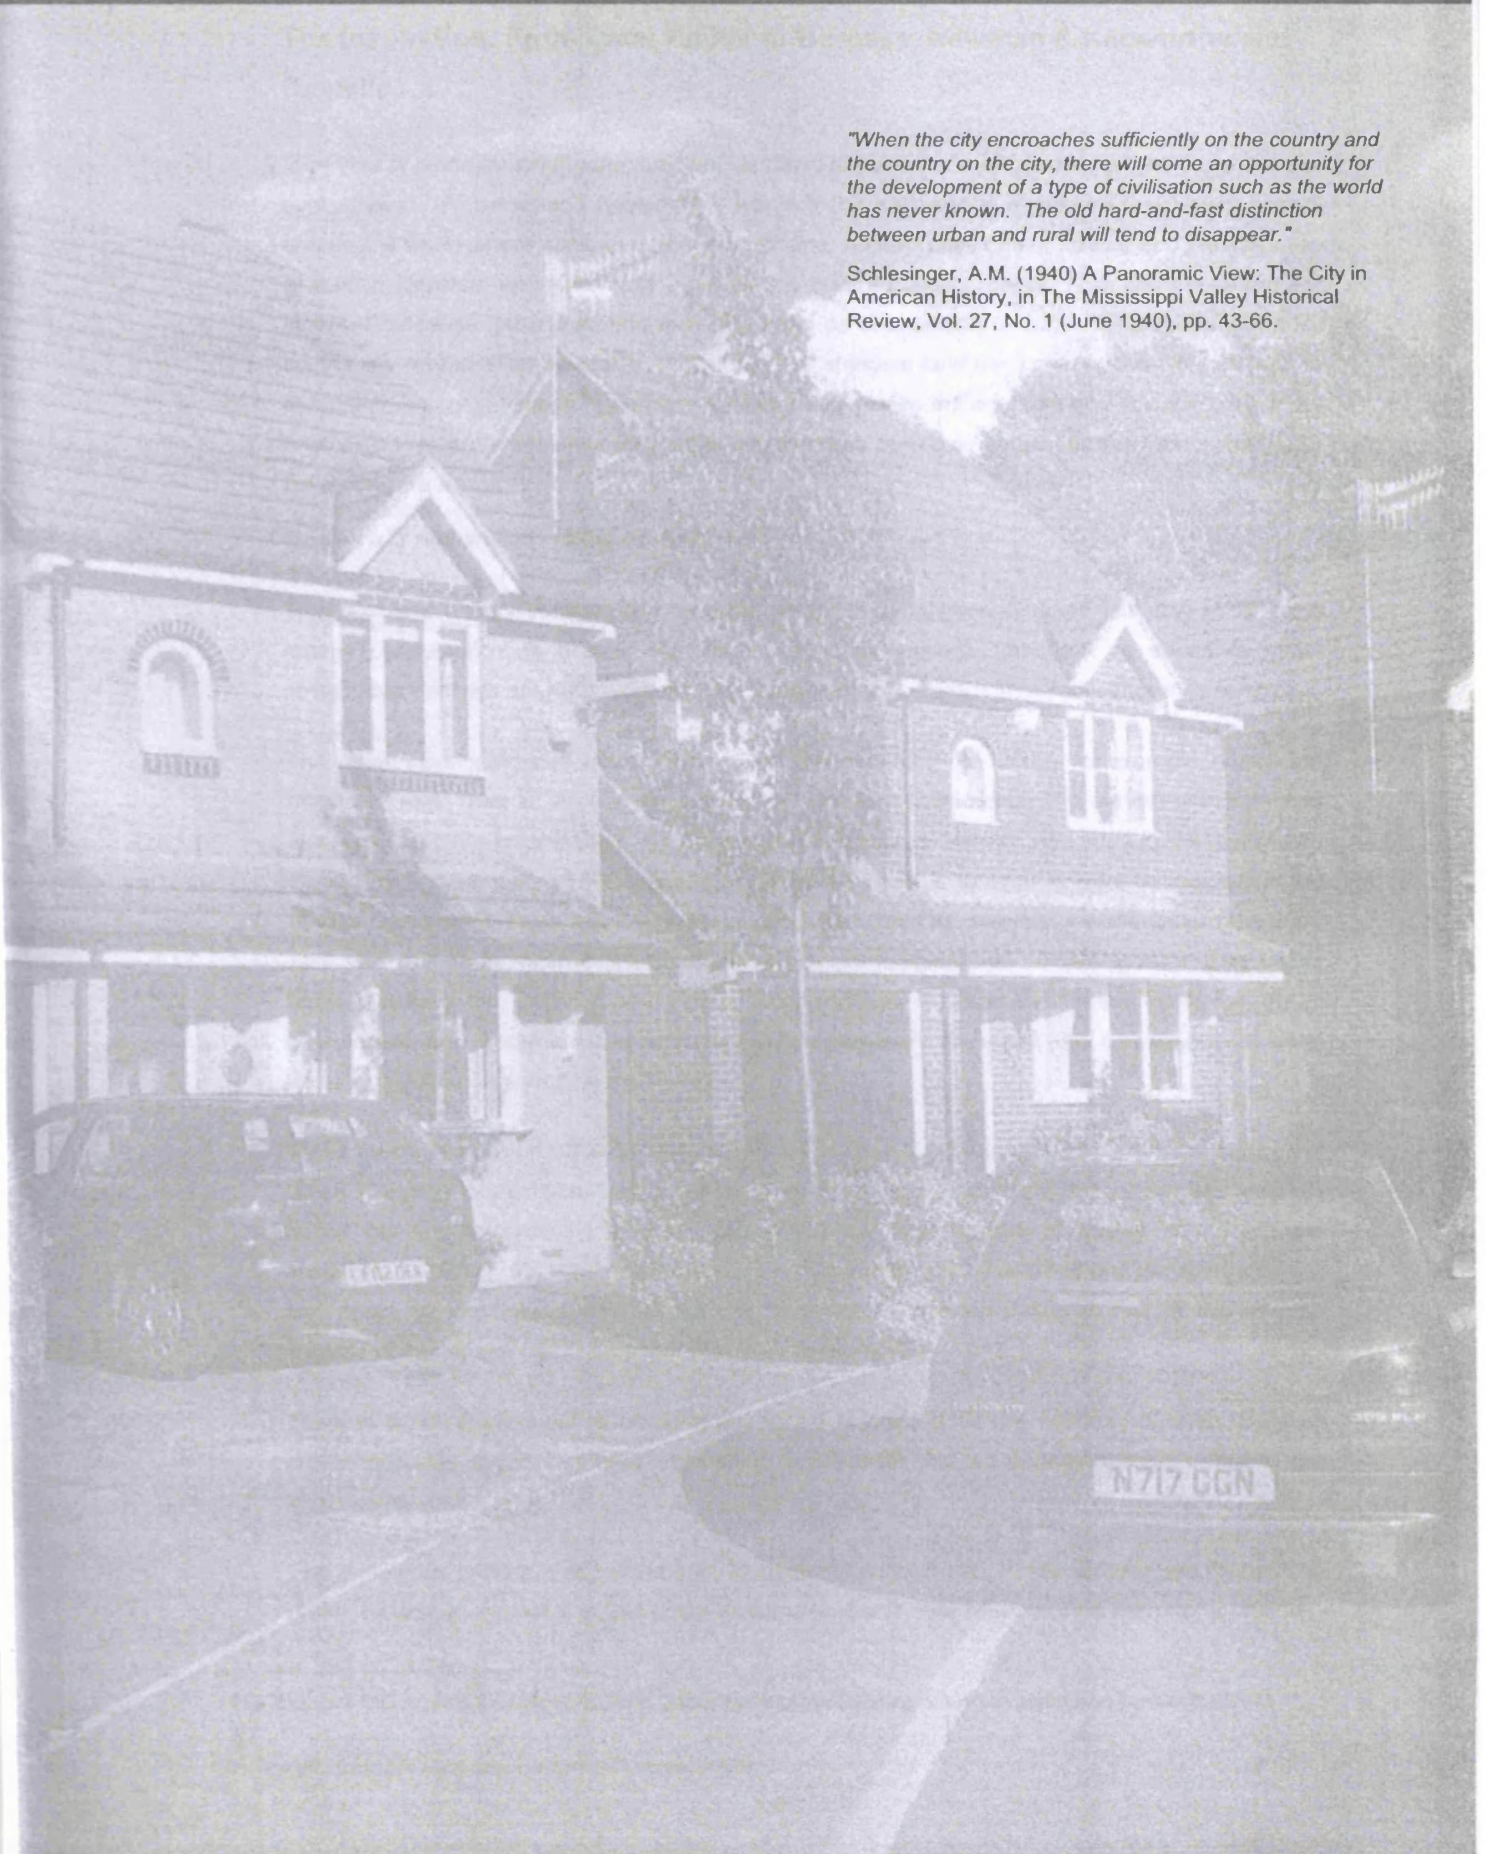 "When the city encroaches sufficiently on the country and
the country on the city, there will come an opportunity for
the development of a type of civilisation such as the world
has never known.  The old hard-and-fast distinction
between urban and rural will tend to disappear."
Schlesinger, A.M. (1940) A Panoramic View: The City in
American History, in The Mississippi Valley Historical
Review, Vol. 27, No. 1 (June 1940), pp. 43-66.
N717 GGN